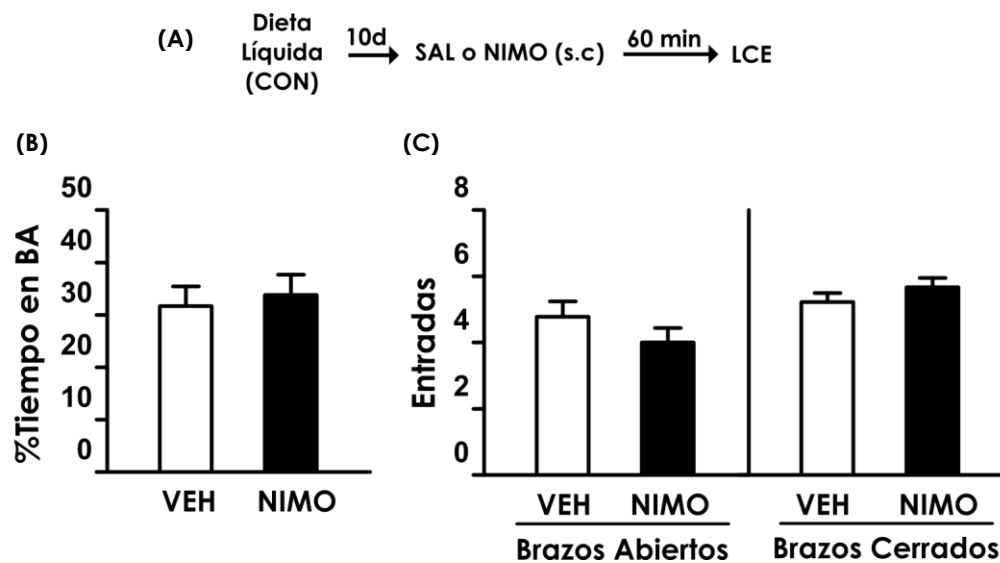 (A)
Dieta
Líquida
(CON)
10d
SAL o NIMO (s.c)
60 min
LCE
(B)
%Tiempo en BA
50
40
30
20
10
0
VEH NIMO
(C)
Entradas
8
6
4
2
0
VEH NIMO VEH NIMO
Brazos Abiertos Brazos Cerrados